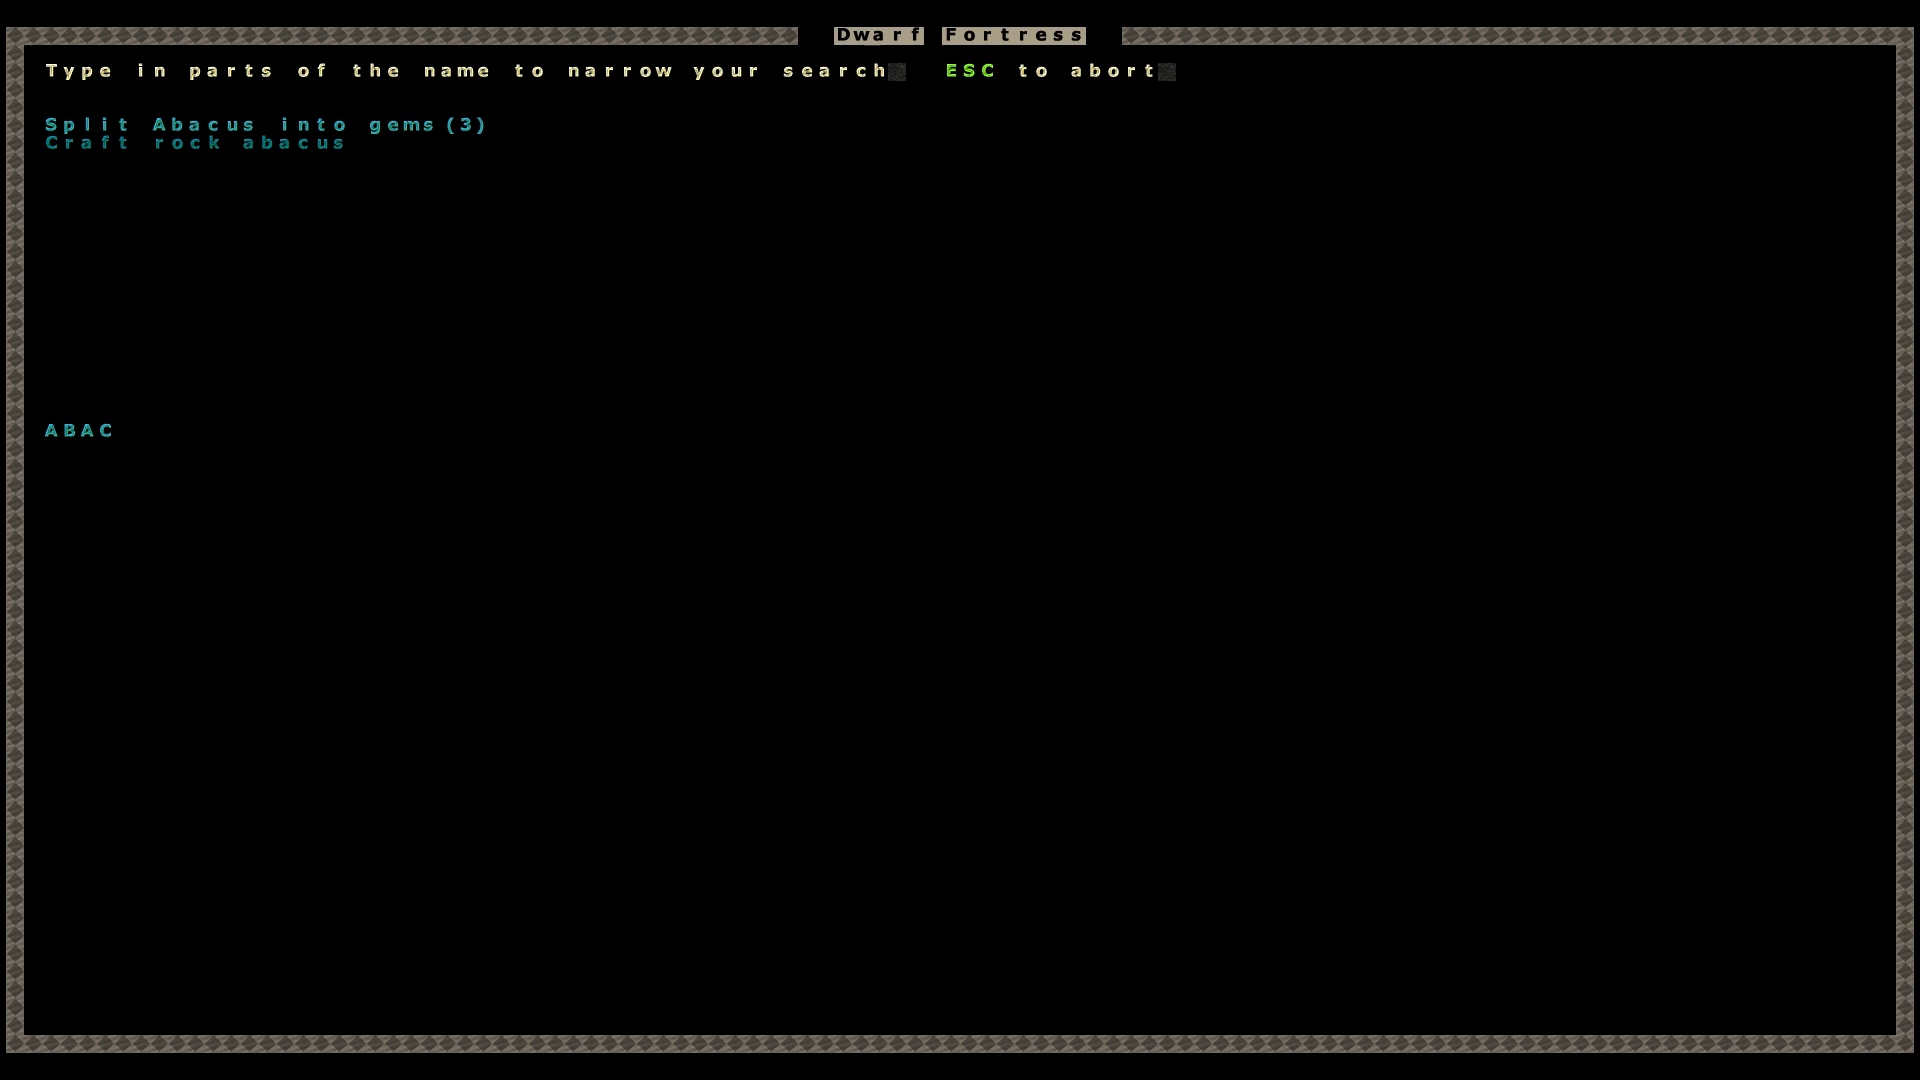 Dwarf Fortress
Type in parts of the name to narrow your search  ESC to abort
Split Abacus into gems (3)
Craft rock abacus
ABAC